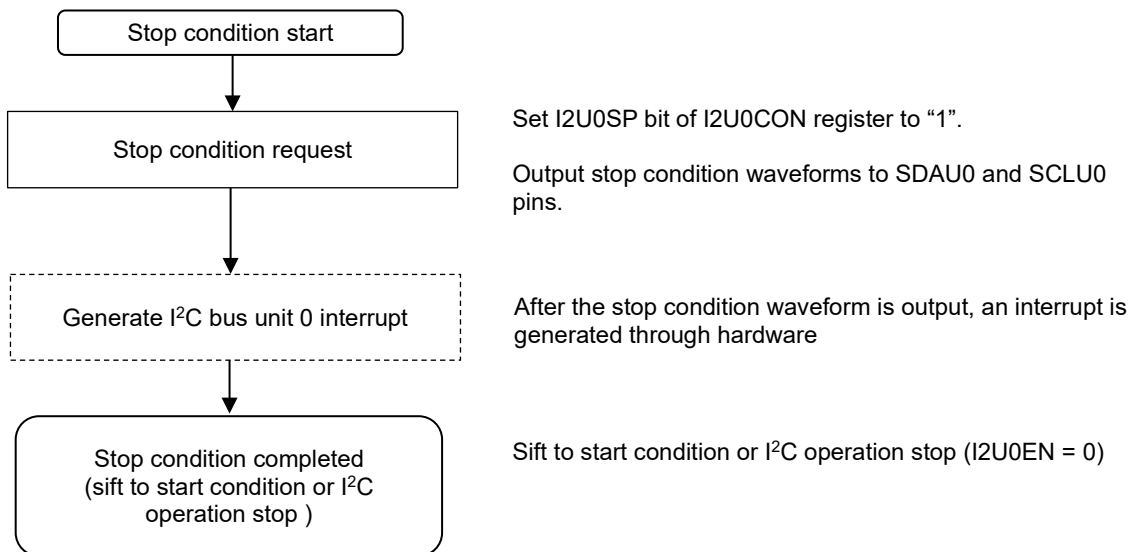 Stop condition start
Stop condition request
Set I2U0SP bit of I2U0CON register to “1”.
Output stop condition waveforms to SDAU0 and SCLU0
pins.
Generate I²C bus unit 0 interrupt
After the stop condition waveform is output, an interrupt is
generated through hardware
Stop condition completed
(sift to start condition or I²C
operation stop )
Sift to start condition or I²C operation stop (I2U0EN = 0)